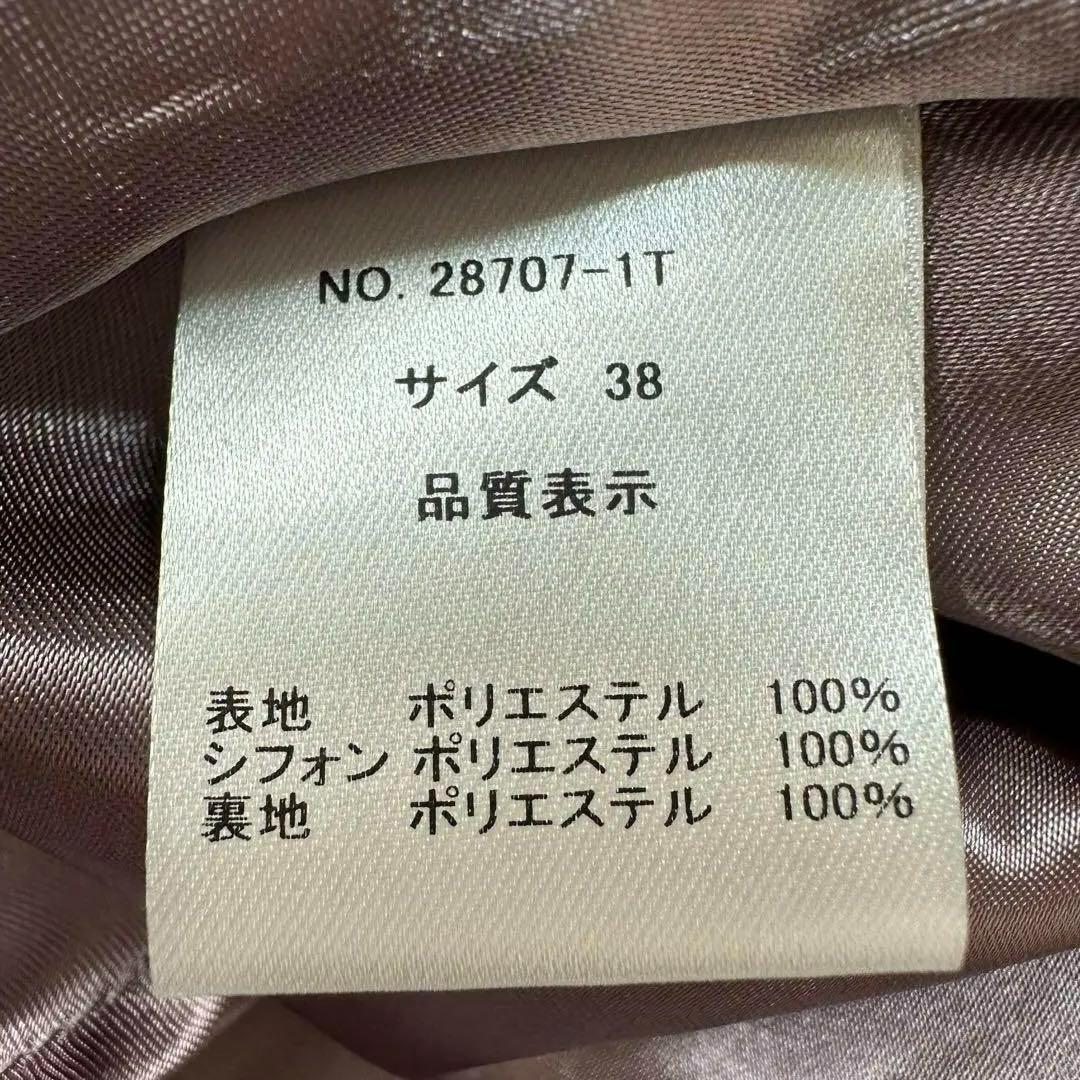 NO. 28707-1T
サイズ 38
品質表示
表地 ポリエステル 100%
シフォン ポリエステル 100%
裏地 ポリエステル 100%